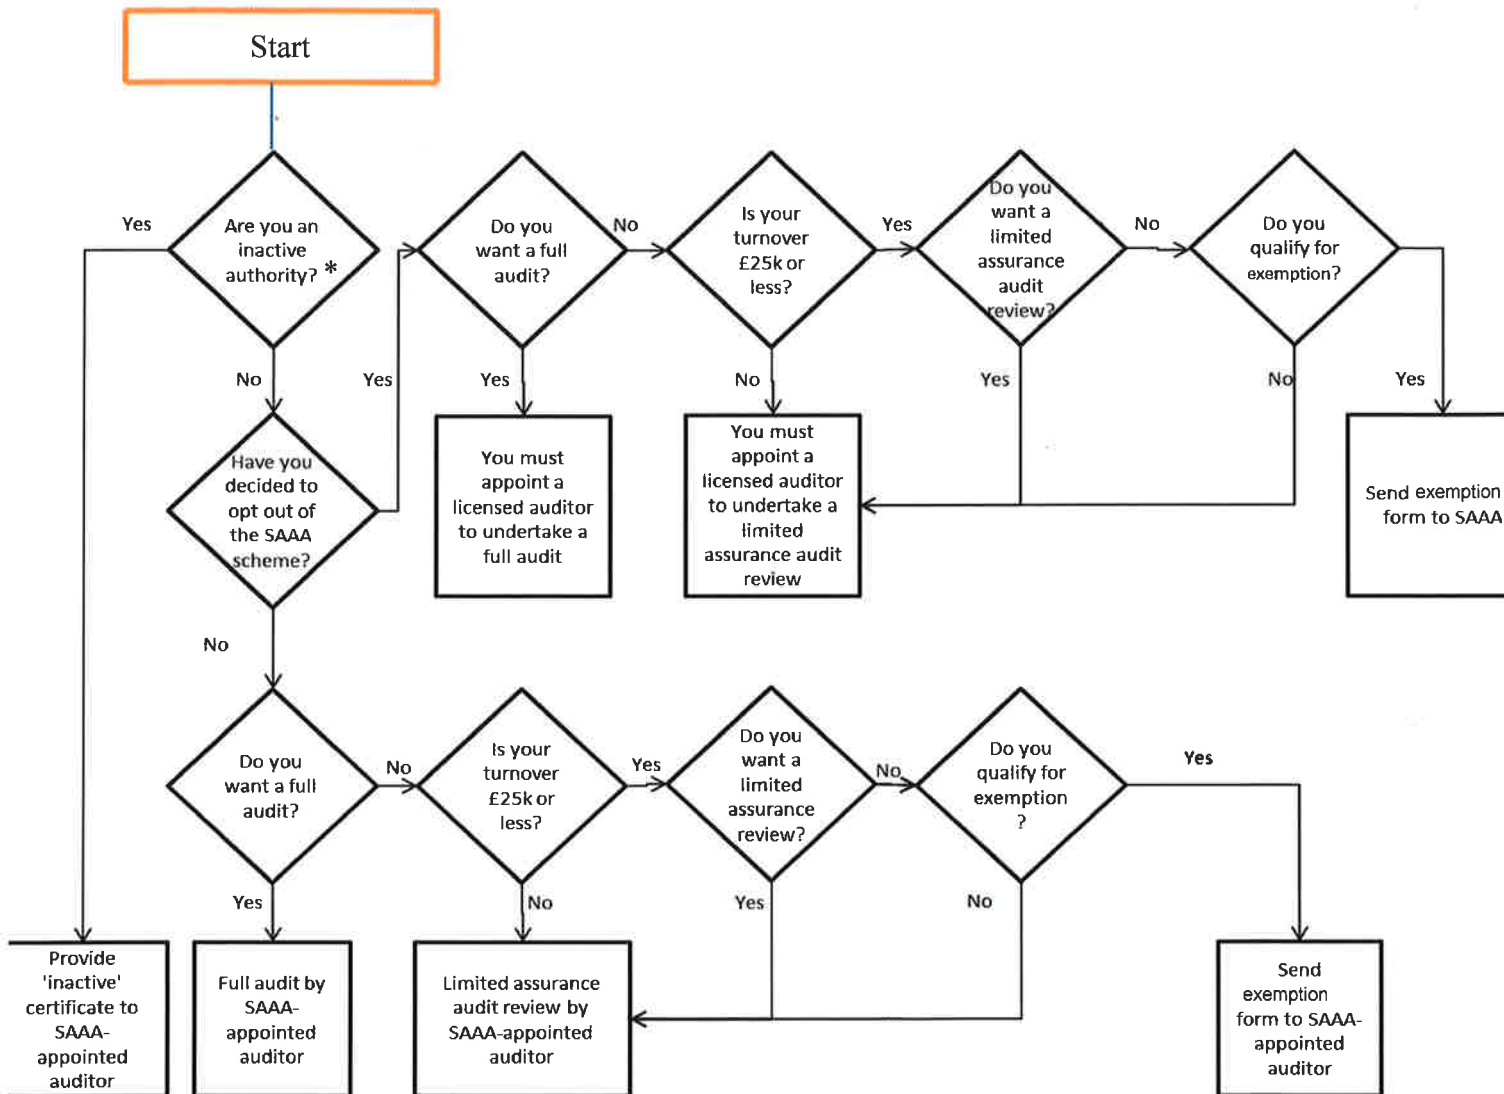 Start
Yes
Are you an
inactive
authority? *
Do you
want a full
audit?
No
Is your
turnover
£25k or
less?
Yes
Do you
want a
limited
assurance
audit
review?
No
Do you
qualify for
exemption?
No
Yes
Yes
No
Yes
No
Yes
Have you
decided to
opt out of
the SAAA
scheme?
You must
appoint a
licensed auditor
to undertake a
full audit
You must
appoint a
licensed auditor
to undertake a
limited
assurance audit
review
Send exemption
form to SAAA
No
Do you
want a full
audit?
No
Is your
turnover
£25k or
less?
Yes
Do you
want a
limited
assurance
review?
No
Do you
qualify for
exemption
?
Yes
Yes
No
Yes
No
Provide
'inactive'
certificate to
SAAA-
appointed
auditor
Full audit by
SAAA-
appointed
auditor
Limited assurance
audit review by
SAAA-appointed
auditor
Send
exemption
form to SAAA-
appointed
auditor